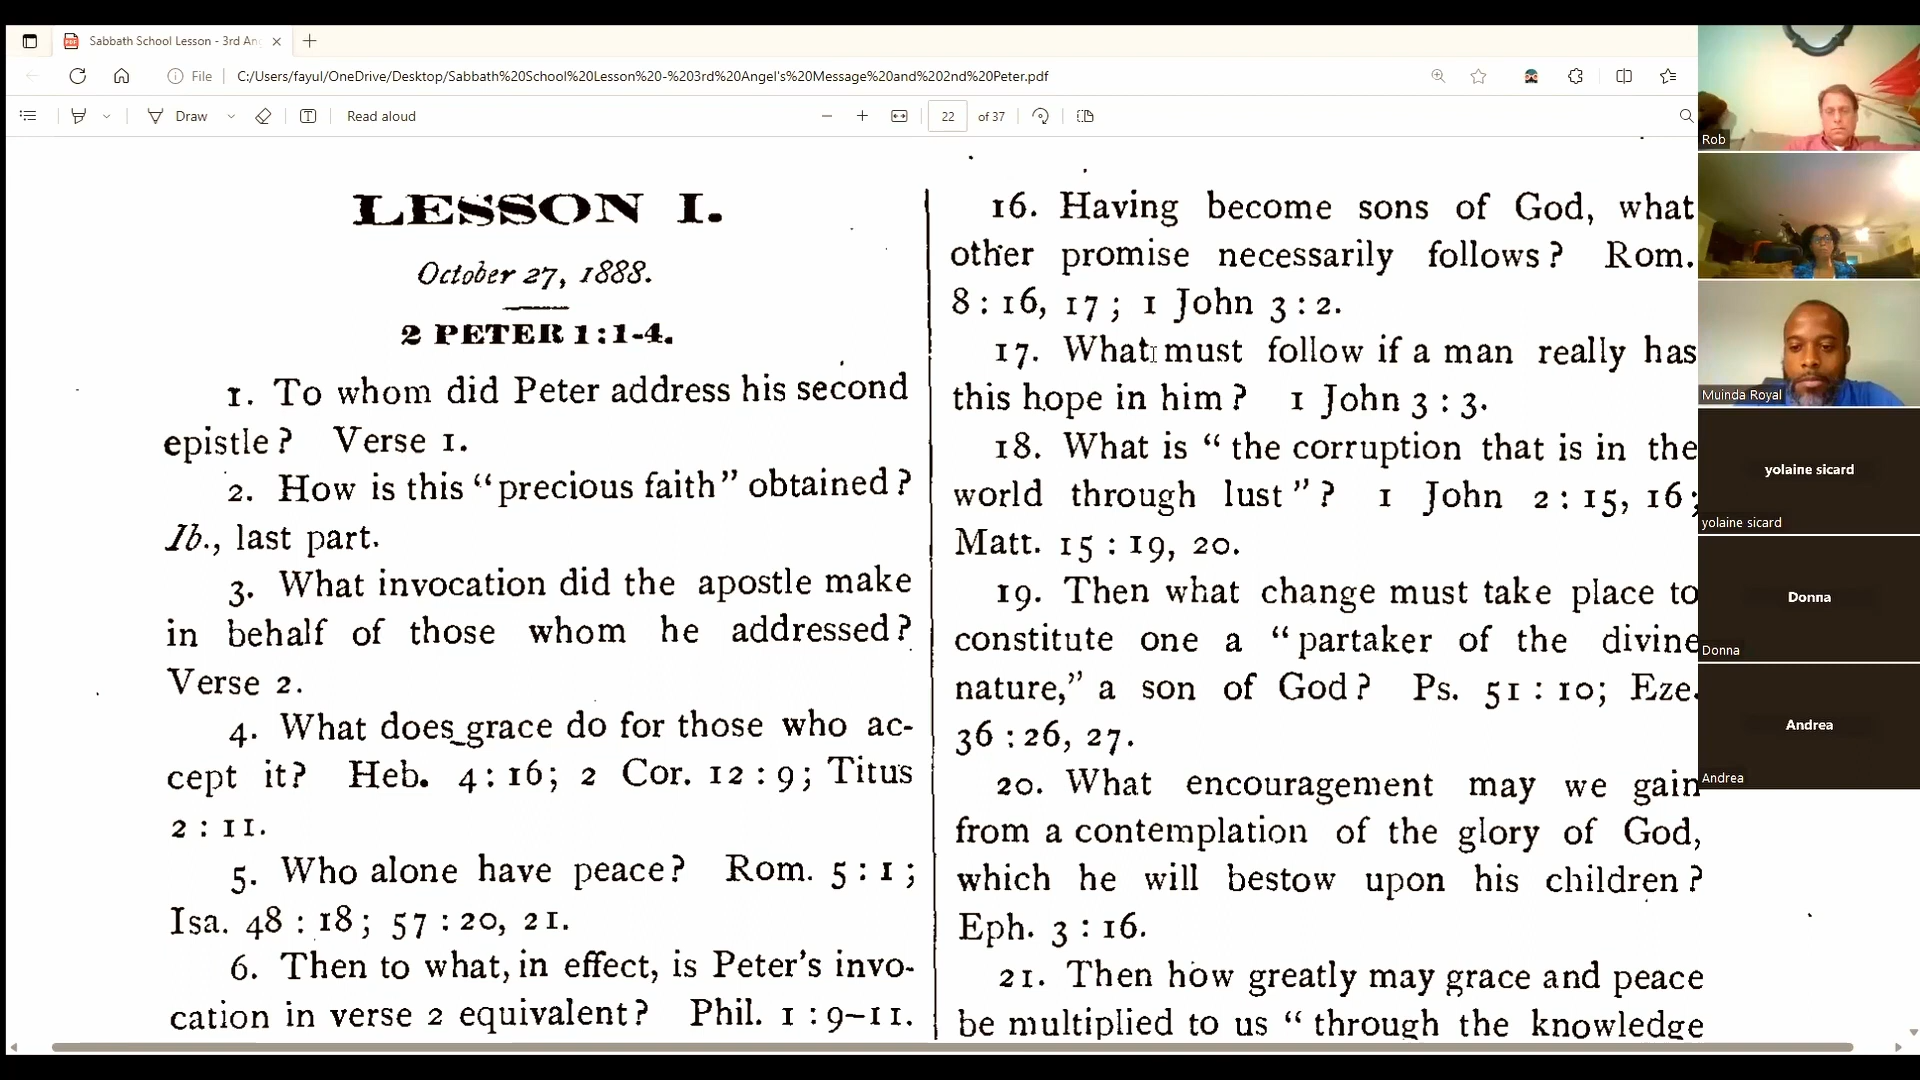 Sabbath School Lesson - 3rd An
File
C:/Users/fayul/OneDrive/Desktop/Sabbath%20School%20Lesson%20-%203rd%20Angel's%20Message%20and%202nd%20Peter.pdf
Draw
Read aloud
22 of 37
LESSON I.
October 27, 1888.
2 PETER 1:1-4.
1. To whom did Peter address his second
epistle? Verse 1.
2. How is this "precious faith" obtained?
Ib., last part.
3. What invocation did the apostle make
in behalf of those whom he addressed?
Verse 2.
4. What does grace do for those who ac-
cept it? Heb. 4:16; 2 Cor. 12:9; Titus
2:11.
5. Who alone have peace? Rom. 5:1;
Isa. 48:18; 57:20, 21.
6. Then to what, in effect, is Peter's invo-
cation in verse 2 equivalent? Phil. 1:9–11.
16. Having become sons of God, what
other promise necessarily follows? Rom.
8:16, 17; 1 John 3:2.
17. What must follow if a man really has
this hope in him? 1 John 3:3.
18. What is "the corruption that is in the
world through lust"? 1 John 2:15, 16;
Matt. 15:19, 20.
19. Then what change must take place to
constitute one a "partaker of the divine
nature," a son of God? Ps. 51:10; Eze.
36:26, 27.
20. What encouragement may we gain
from a contemplation of the glory of God,
which he will bestow upon his children?
Eph. 3:16.
21. Then how greatly may grace and peace
be multiplied to us "through the knowledge
Rob
Muinda Royal
yolaine sicard
yolaine sicard
Donna
Donna
Andrea
Andrea